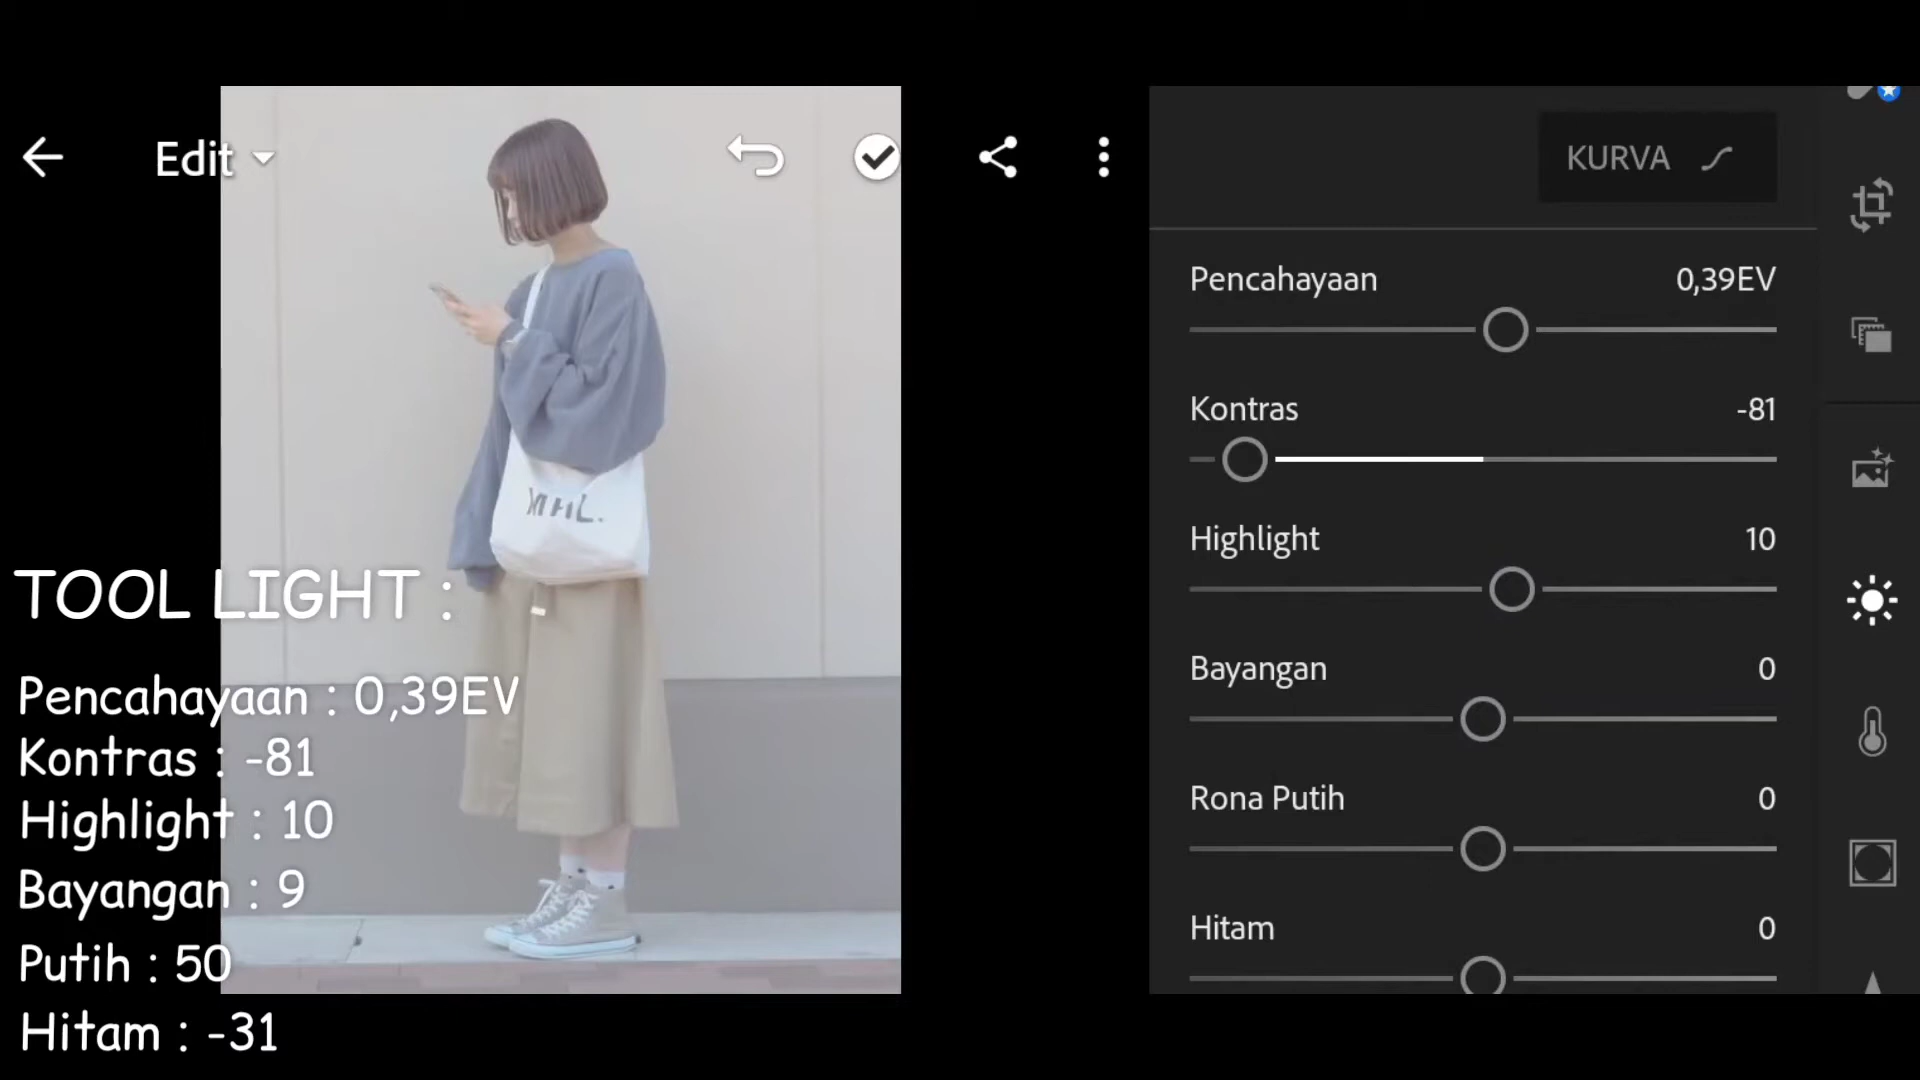 Edit
KURVA
Pencahayaan 0,39EV
Kontras -81
Highlight 10
Bayangan 0
Rona Putih 0
Hitam 0
TOOL LIGHT :
Pencahayaan : 0,39EV
Kontras : -81
Highlight : 10
Bayangan : 9
Putih : 50
Hitam : -31